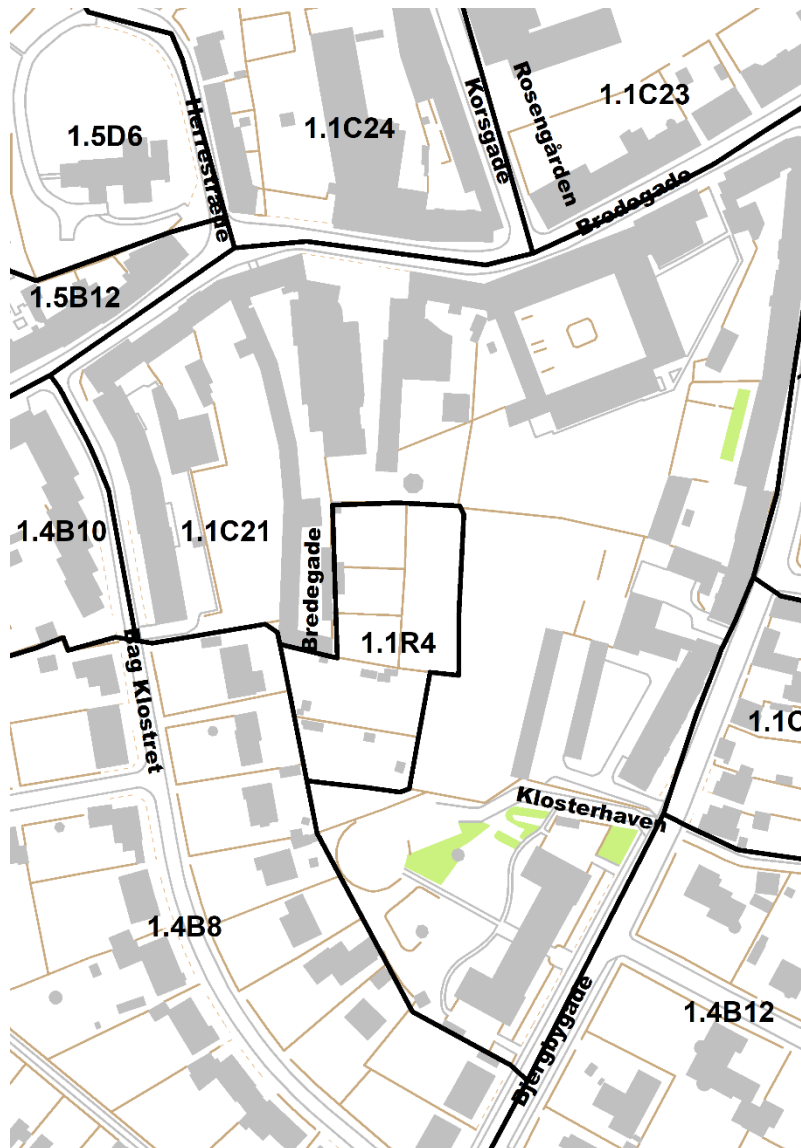 1.5D6
Herrestræde
1.1C24
Korsgade
Rosengården
1.1C23
Bredegade
1.5B12
1.4B10
1.1C21
Bredegade
1.1R4
Bag Klostret
1.1C
Klosterhaven
1.4B8
Bjergbygade
1.4B12